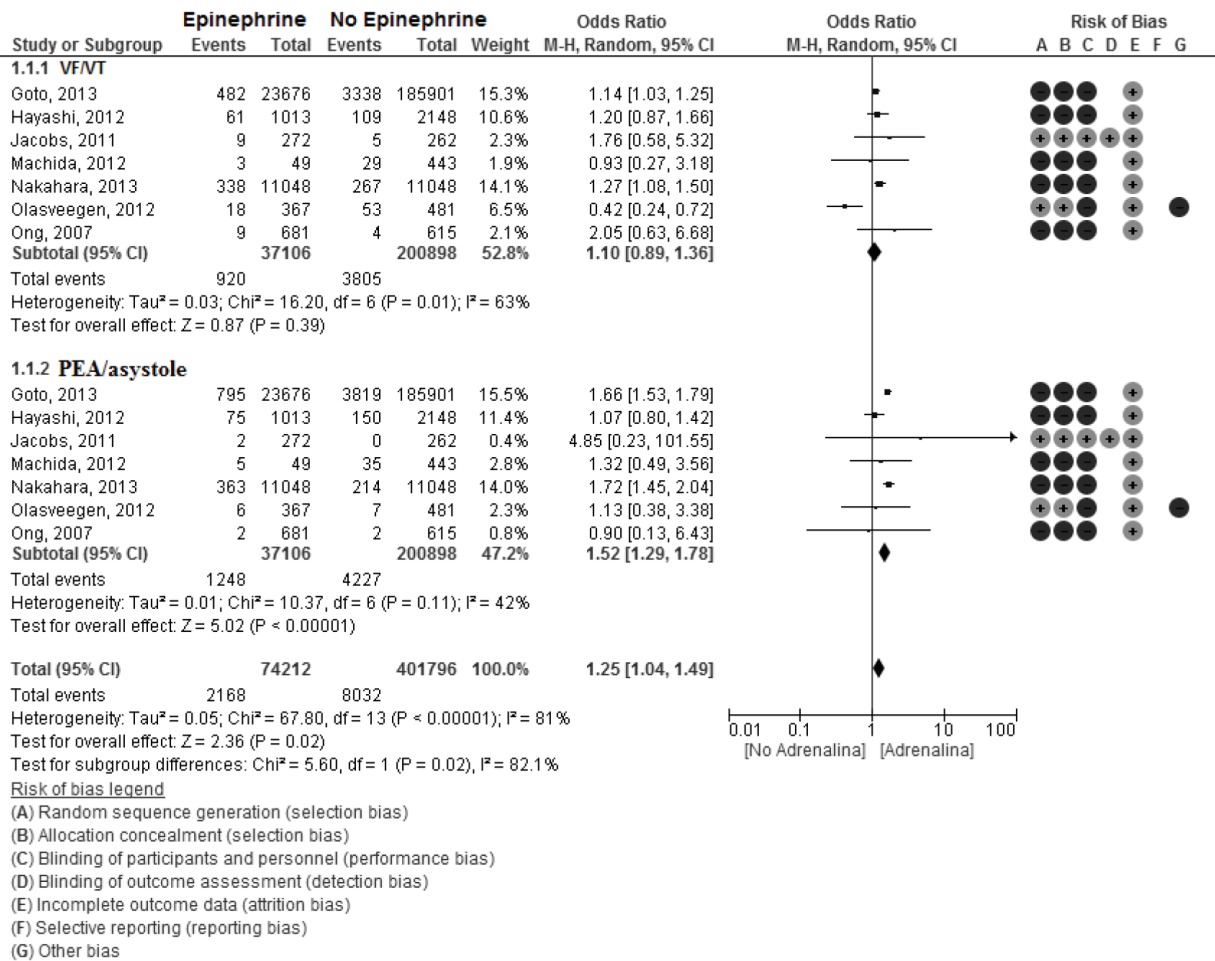 Epinephrine No Epinephrine Odds Ratio Odds Ratio Risk of Bias
Study or Subgroup Events Total Events Total Weight M-H, Random, 95% CI M-H, Random, 95% CI A B C D E F G
1.1.1 VF/VT
Goto, 2013 482 23676 3338 185901 15.3% 1.14 [1.03, 1.25]
Hayashi, 2012 61 1013 109 2148 10.6% 1.20 [0.87, 1.66]
Jacobs, 2011 9 272 5 262 2.3% 1.76 [0.58, 5.32]
Machida, 2012 3 49 29 443 1.9% 0.93 [0.27, 3.18]
Nakahara, 2013 338 11048 267 11048 14.1% 1.27 [1.08, 1.50]
Olasveegen, 2012 18 367 53 481 6.5% 0.42 [0.24, 0.72]
Ong, 2007 9 681 4 615 2.1% 2.05 [0.63, 6.68]
Subtotal (95% CI) 37106 200898 52.8% 1.10 [0.89, 1.36]
Total events 920 3805
Heterogeneity: Tau² = 0.03; Chi² = 16.20, df = 6 (P = 0.01); I² = 63%
Test for overall effect: Z = 0.87 (P = 0.39)
1.1.2 PEA/asystole
Goto, 2013 795 23676 3819 185901 15.5% 1.66 [1.53, 1.79]
Hayashi, 2012 75 1013 150 2148 11.4% 1.07 [0.80, 1.42]
Jacobs, 2011 2 272 0 262 0.4% 4.85 [0.23, 101.55]
Machida, 2012 5 49 35 443 2.8% 1.32 [0.49, 3.56]
Nakahara, 2013 363 11048 214 11048 14.0% 1.72 [1.45, 2.04]
Olasveegen, 2012 6 367 7 481 2.4% 1.13 [0.38, 3.38]
Ong, 2007 2 681 2 615 0.8% 0.90 [0.13, 6.43]
Subtotal (95% CI) 37106 200898 47.2% 1.52 [1.29, 1.78]
Total events 1248 4227
Heterogeneity: Tau² = 0.01; Chi² = 10.37, df = 6 (P = 0.11); I² = 42%
Test for overall effect: Z = 5.02 (P < 0.00001)
Total (95% CI) 74212 401796 100.0% 1.25 [1.04, 1.49]
Total events 2168 8032
Heterogeneity: Tau² = 0.05; Chi² = 67.80, df = 13 (P < 0.00001); I² = 81%
Test for overall effect: Z = 2.36 (P = 0.02)
Test for subgroup differences: Chi² = 5.60, df = 1 (P = 0.02), I² = 82.1%
0.01 0.1 1 10 100
[No Adrenalina] [Adrenalina]
Risk of bias legend
(A) Random sequence generation (selection bias)
(B) Allocation concealment (selection bias)
(C) Blinding of participants and personnel (performance bias)
(D) Blinding of outcome assessment (detection bias)
(E) Incomplete outcome data (attrition bias)
(F) Selective reporting (reporting bias)
(G) Other bias